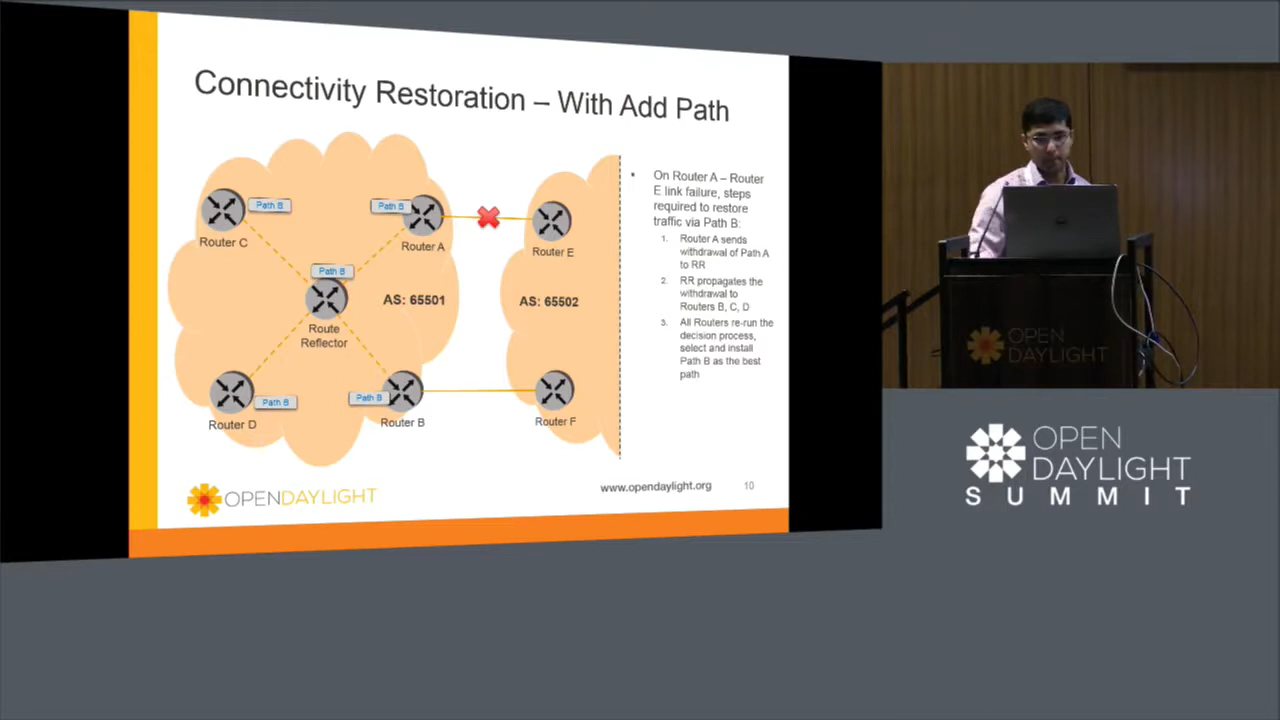 Connectivity Restoration – With Add Path
Path B
Router C
Path B
Router A
Router E
Path B
Route
Reflector
AS: 65501
AS: 65502
Path B
Router D
Path B
Router B
Router F
• On Router A – Router
E link failure, steps
required to restore
traffic via Path B:
1. Router A sends
withdrawal of Path A
to RR
2. RR propagates the
withdrawal to
Routers B, C, D
3. All Routers re-run the
decision process,
select and install
Path B as the best
path
OPENDAYLIGHT
www.opendaylight.org
10
OPEN
DAYLIGHT
OPEN
DAYLIGHT
SUMMIT